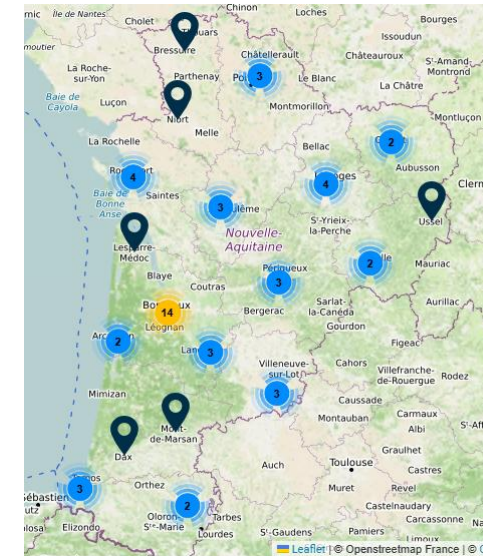 Île de Nantes
Cholet
Chinon
Loches
Bourges
Bressuire
Issoudun
Châtellerault
Châteauroux
St-Amand-
Montrond
La Roche-
sur-Yon
Parthenay
3
Le Blanc
La Châtre
Baie de
Cayola
Luçon
Montmorillon
Niort
Melle
Montluçon
La Rochelle
Bellac
2
Aubusson
4
Baie de
Bonne
Anse
Saintes
3
4
St-Yrieix-
la-Perche
Ussel
Lesparre-
Médoc
Nouvelle-
Aquitaine
2
Mauriac
Blaye
Coutras
Périgueux
3
14
Léognan
Bergerac
Sarlat-
la-Canéda
Aurillac
Gourdon
2
3
Figeac
Villeneuve-
sur-Lot
Cahors
Villefranche-
de-Rouergue
Rodez
Mimizan
3
Caussade
Montauban
Carmaux
Albi
Mont-
de-Marsan
Dax
Graulhet
Auch
Toulouse
Castres
3
Orthez
Muret
Revel
2
Castelnaudary
Oloron-
Ste-Marie
Tarbes
Carcassonne
Elizondo
Lourdes
St-Gaudens
Pamiers
Limoux
Leaflet | © Openstreetmap France | ©